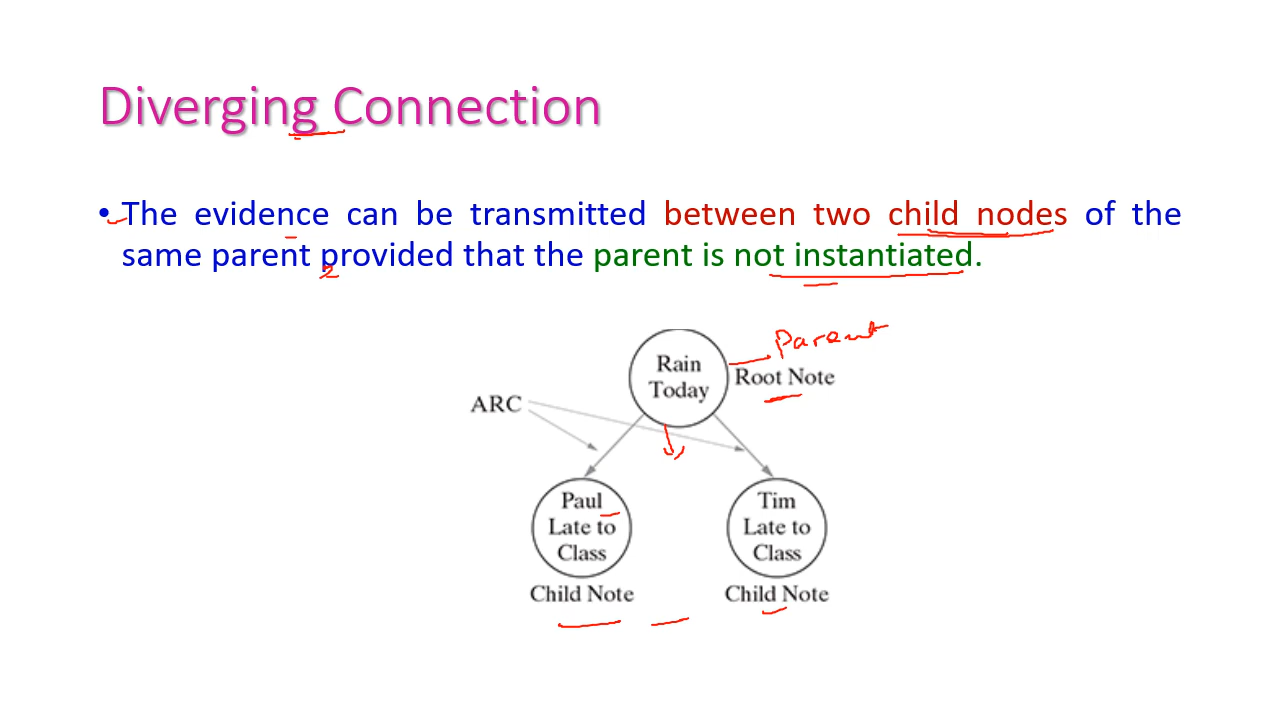 Diverging Connection
• The evidence can be transmitted between two child nodes of the
same parent provided that the parent is not instantiated.
Parent
Rain
Today
Root Note
ARC
Paul
Late to
Class
Tim
Late to
Class
Child Note
Child Note